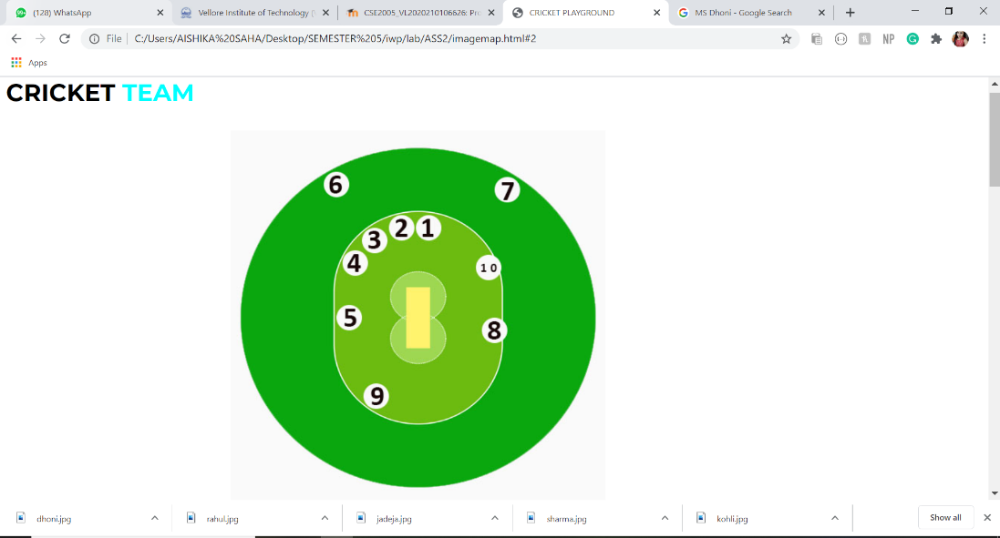 (128) WhatsApp
Vellore Institute of Technology (
CSE2005_VL2020210106626: Pro
CRICKET PLAYGROUND
MS Dhoni - Google Search
File
C:/Users/AISHIKA%20SAHA/Desktop/SEMESTER%205/iwp/lab/ASS2/imagemap.html#2
NP
Apps
CRICKET TEAM
6
7
2
1
3
4
1 0
5
8
9
dhoni.jpg
rahul.jpg
jadeja.jpg
sharma.jpg
kohli.jpg
Show all